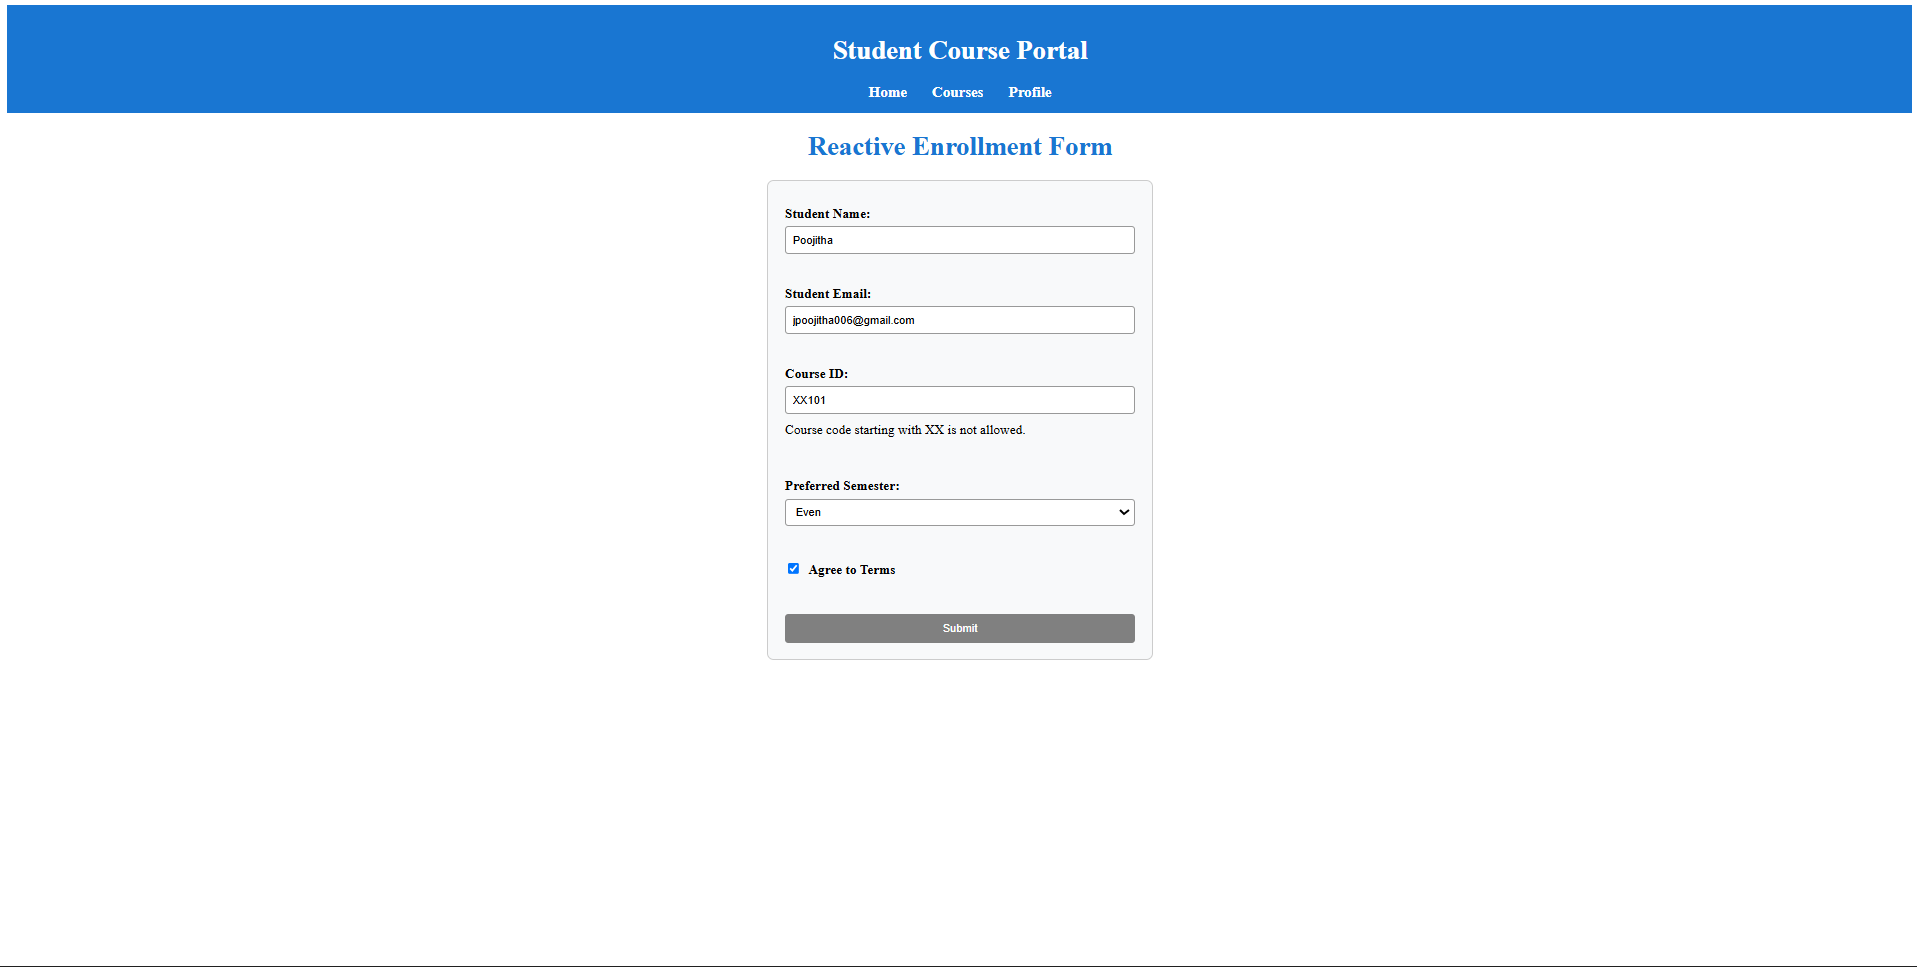 Student Course Portal
Home Courses Profile
Reactive Enrollment Form
Student Name:
Poojitha
Student Email:
jpoojitha006@gmail.com
Course ID:
XX101
Course code starting with XX is not allowed.
Preferred Semester:
Even
Agree to Terms
Submit